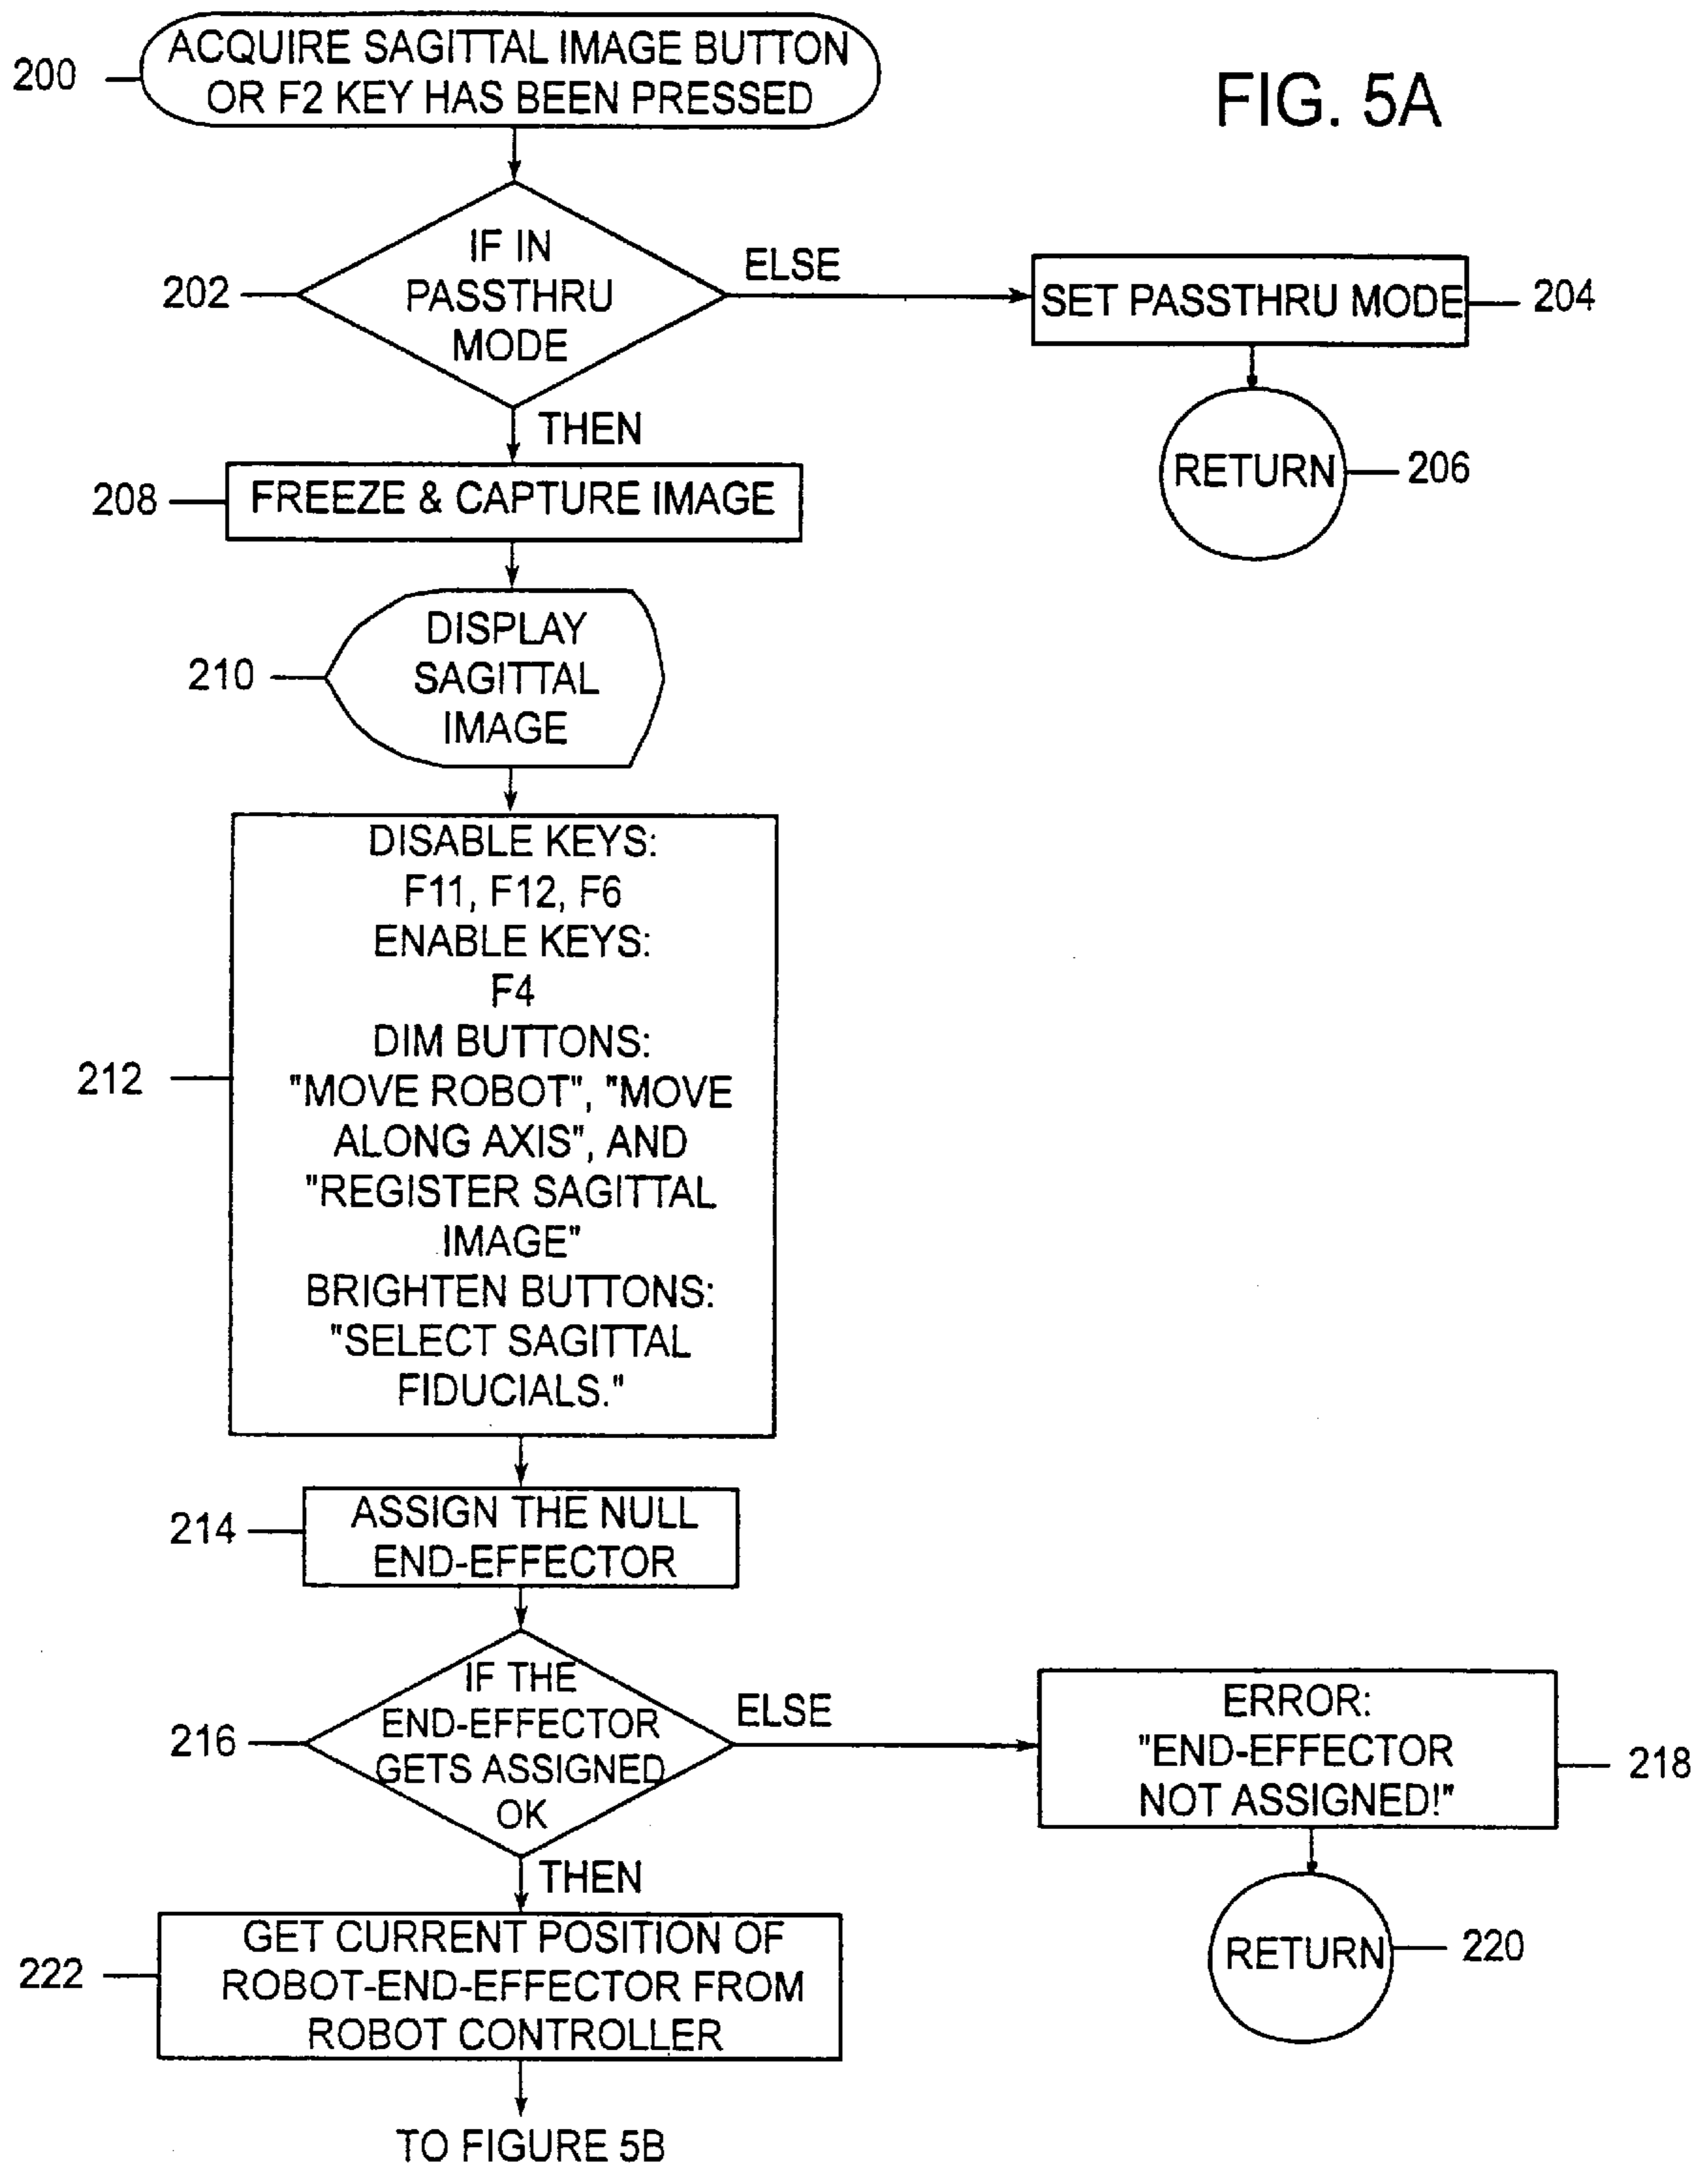 ACQUIRE SAGITTAL IMAGE BUTTON
OR F2 KEY HAS BEEN PRESSED
200
FIG. 5A
IF IN
PASSTHRU
MODE
202
ELSE
SET PASSTHRU MODE
204
THEN
RETURN
206
FREEZE & CAPTURE IMAGE
208
DISPLAY
SAGITTAL
IMAGE
210
DISABLE KEYS:
F11, F12, F6
ENABLE KEYS:
F4
DIM BUTTONS:
"MOVE ROBOT", "MOVE
ALONG AXIS", AND
"REGISTER SAGITTAL
IMAGE"
BRIGHTEN BUTTONS:
"SELECT SAGITTAL
FIDUCIALS."
212
ASSIGN THE NULL
END-EFFECTOR
214
IF THE
END-EFFECTOR
GETS ASSIGNED
OK
216
ELSE
ERROR:
"END-EFFECTOR
NOT ASSIGNED!"
218
THEN
RETURN
220
GET CURRENT POSITION OF
ROBOT-END-EFFECTOR FROM
ROBOT CONTROLLER
222
TO FIGURE 5B